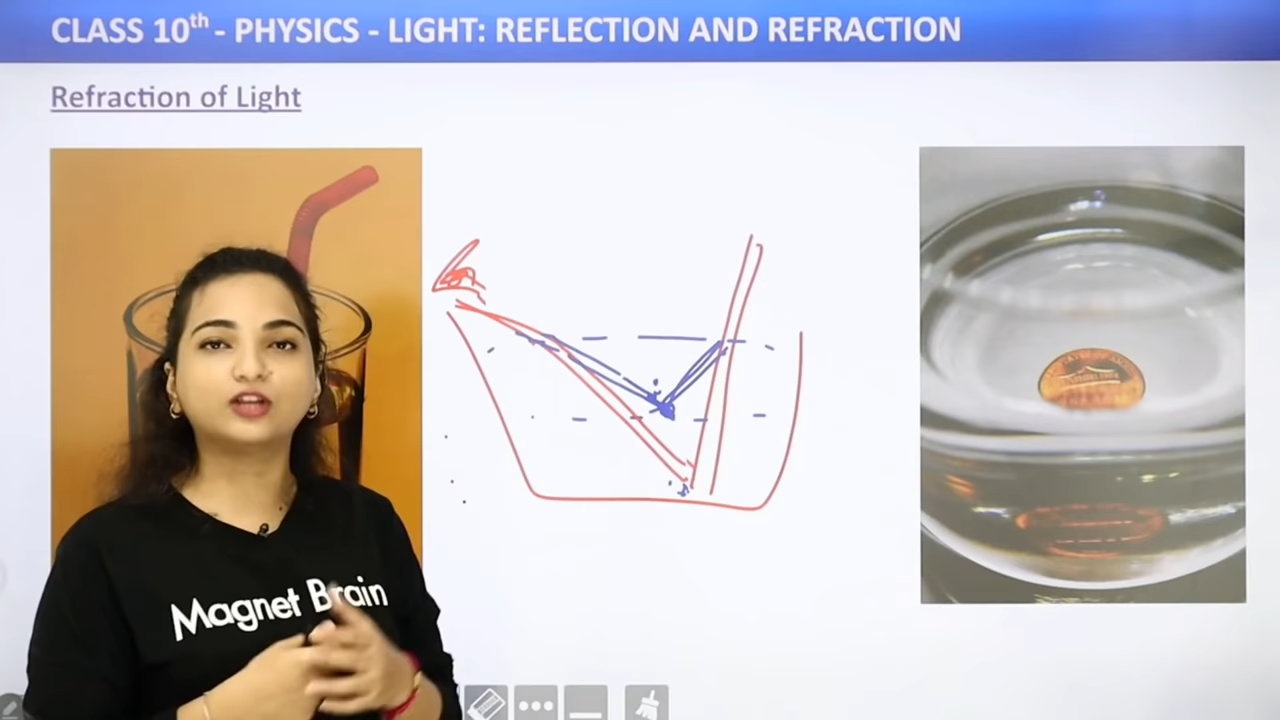 CLASS 10th - PHYSICS - LIGHT: REFLECTION AND REFRACTION
Refraction of Light
Magnet Brain